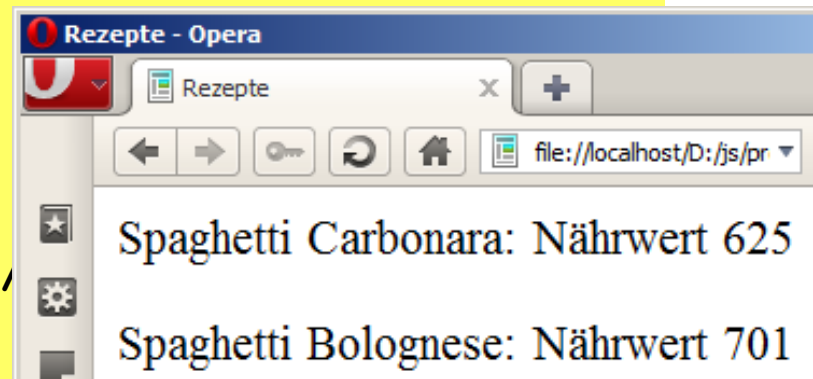 Rezepte - Opera
Rezepte
file://localhost/D:/js/pr
Spaghetti Carbonara: Nährwert 625
Spaghetti Bolognese: Nährwert 701